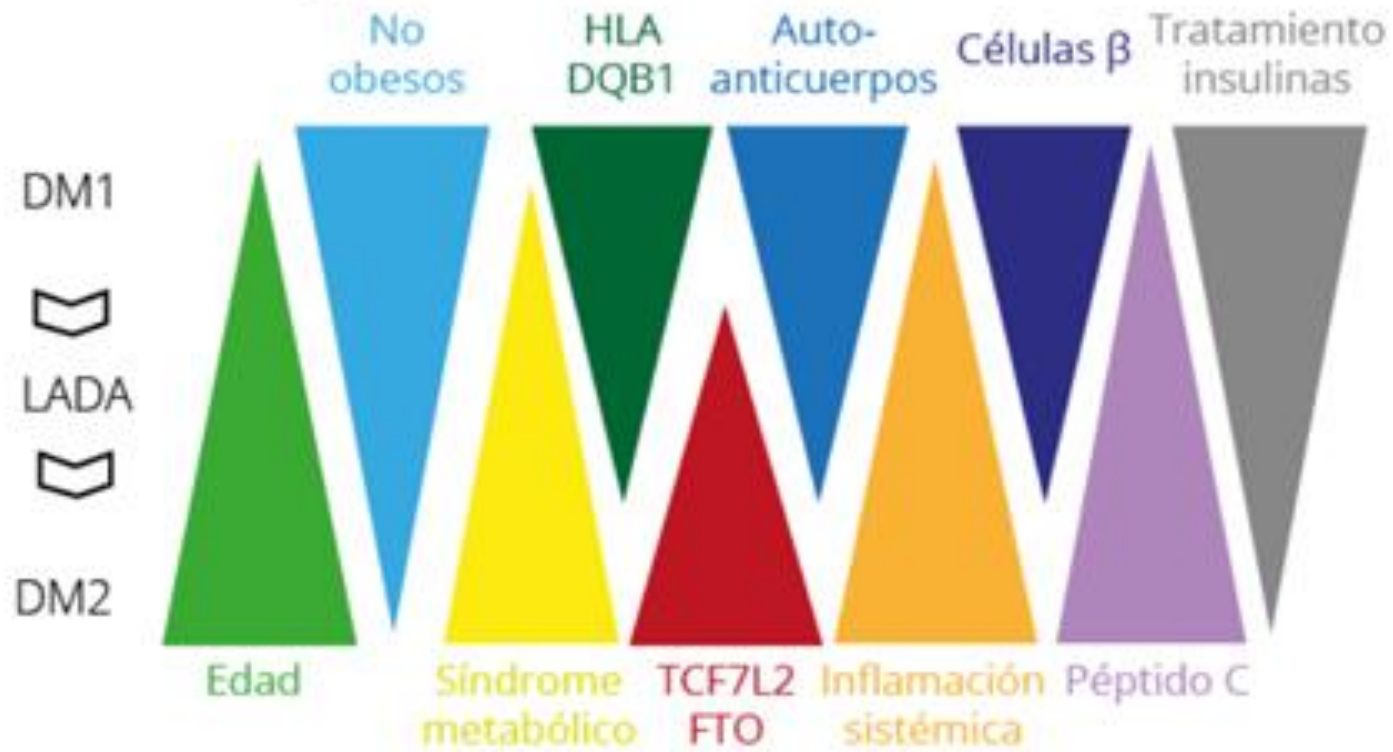 No
obesos
HLA
DQB1
Auto-
anticuerpos
Células β
Tratamiento
insulinas
DM1
LADA
DM2
Edad
Síndrome
metabólico
TCF7L2
FTO
Inflamación
sistémica
Péptido C